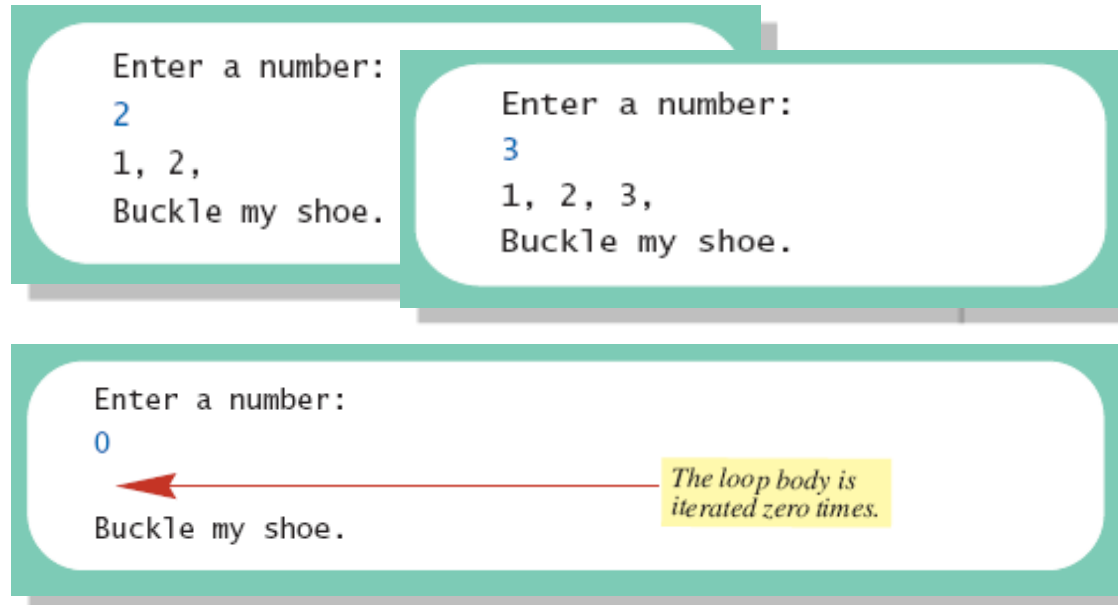 Enter a number:
2
1, 2,
Buckle my shoe.
Enter a number:
3
1, 2, 3,
Buckle my shoe.
Enter a number:
0
The loop body is
iterated zero times.
Buckle my shoe.